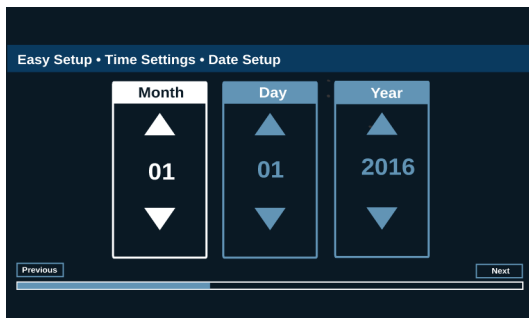 Easy Setup • Time Settings • Date Setup
Month Day Year
01 01 2016
Previous Next